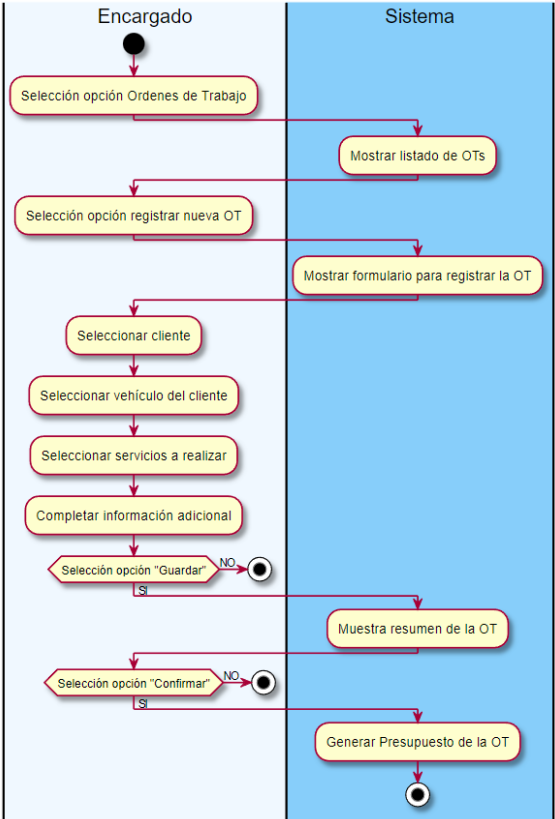 Encargado
Sistema
Selección opción Ordenes de Trabajo
Mostrar listado de OTs
Selección opción registrar nueva OT
Mostrar formulario para registrar la OT
Seleccionar cliente
Seleccionar vehículo del cliente
Seleccionar servicios a realizar
Completar información adicional
Selección opción "Guardar"
NO
SI
Muestra resumen de la OT
Selección opción "Confirmar"
NO
SI
Generar Presupuesto de la OT